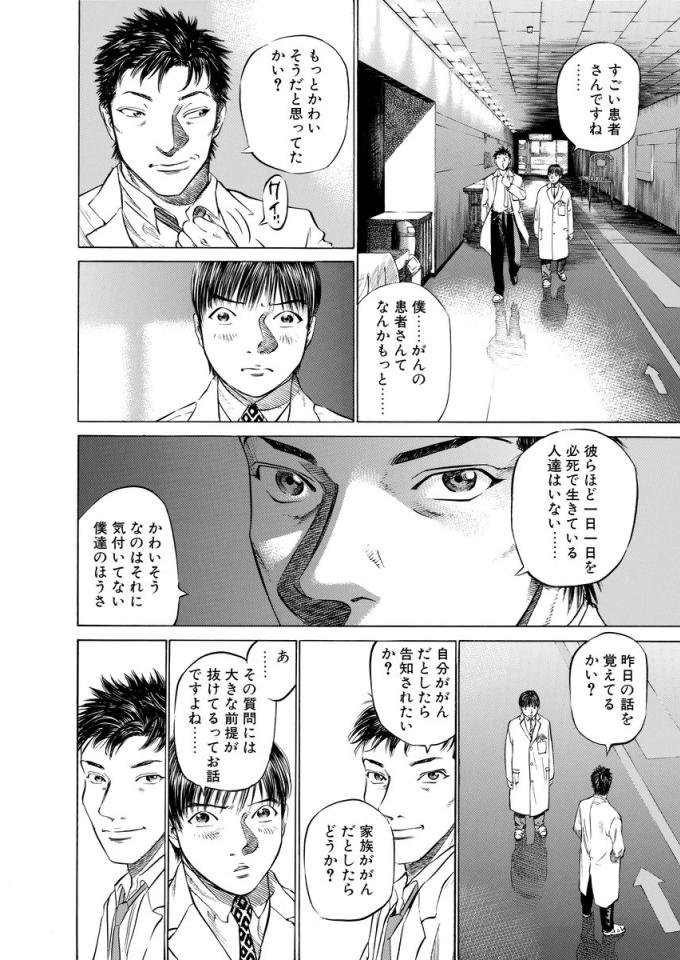 すごい患者
さんですね
……
僕……がんの
患者さんて
なんかもっと……
もっとかわい
そうだと思ってた
かい？
クイ…
彼らほど一日一日を
必死で生きている
人達はいない……
かわいそう
なのはそれに
気付いてない
僕達のほうさ
昨日の話を
覚えてる
かい？
自分ががん
だとしたら
告知されたい
か？
家族ががん
だとしたら
どうか？
あ
……
その質問には
大きな前提が
抜けてるってお話
ですよね……